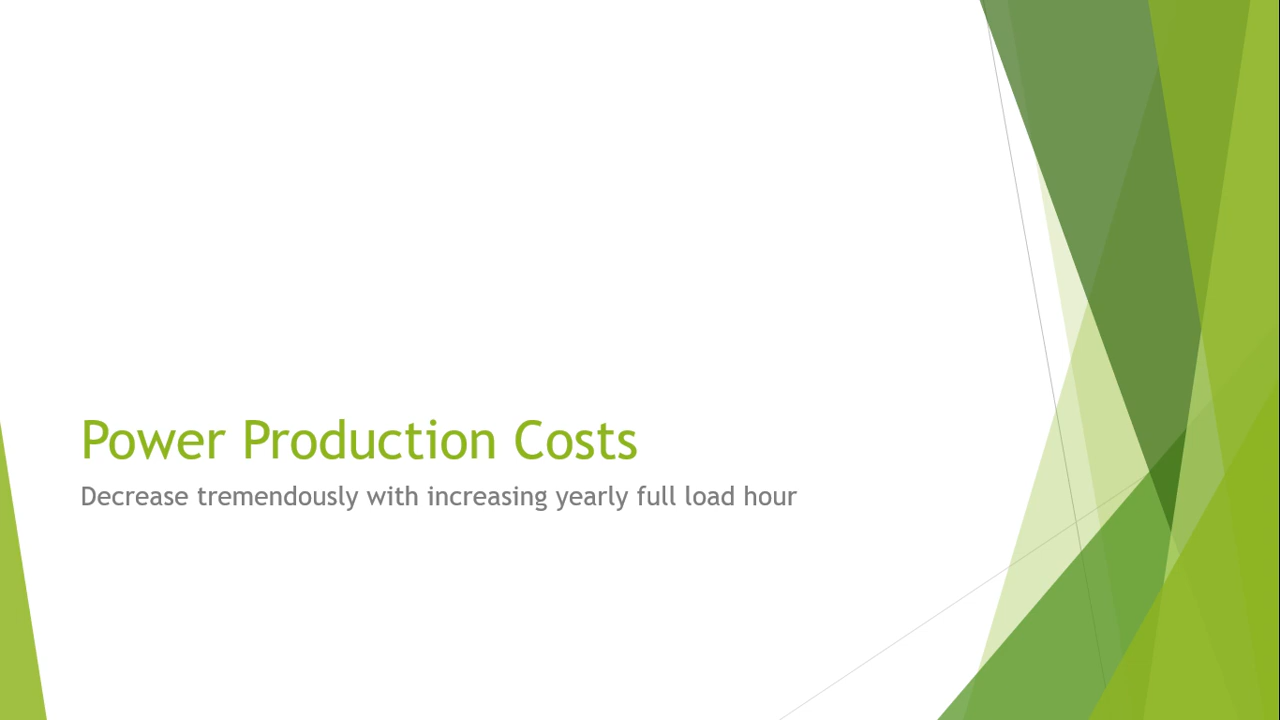 Power Production Costs
Decrease tremendously with increasing yearly full load hour